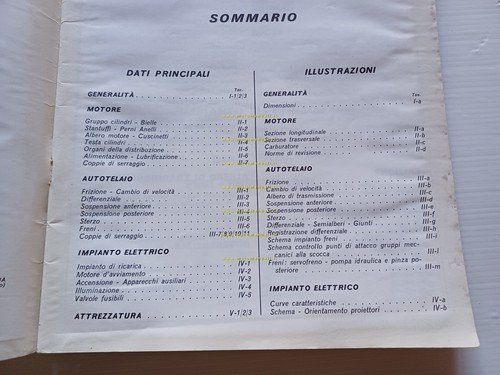 SOMMARIO
DATI PRINCIPALI
Tav.
GENERALITÀ I-1/2/3
MOTORE
Gruppo cilindri - Bielle II-1
Stantuffi - Perni Anelli II-2
Albero motore - Cuscinetti II-3
Testa cilindri II-4
Organi della distribuzione II-5
Alimentazione - Lubrificazione II-6
Coppie di serraggio II-7
AUTOTELAIO
Frizione - Cambio di velocità III-1
Differenziale III-2
Sospensione anteriore III-3
Sospensione posteriore III-4
Sterzo III-5
Freni III-6
Coppie di serraggio III-7/8/9/10/11
IMPIANTO ELETTRICO
Impianto di ricarica IV-1
Motore d'avviamento IV-2
Accensione - Apparecchi ausiliari IV-3
Illuminazione IV-4
Valvole fusibili IV-5
ATTREZZATURA V-1/2/3
ILLUSTRAZIONI
Tav.
GENERALITÀ
Dimensioni I-a
MOTORE
Sezione longitudinale II-a
Sezione trasversale II-b
Carburatore II-c
Norme di revisione II-d
AUTOTELAIO
Frizione III-a
Cambio di velocità III-b
Albero di trasmissione III-c
Sospensione anteriore III-d
Sospensione posteriore III-e
Sterzo III-f
Differenziale - Semialberi - Giunti III-g
Registrazione differenziale III-h
Schema impianto freni III-i
Schema controllo punti di attacco gruppi meccanici alla scocca III-l
Freni: servofreno - pompa idraulica e pinza posteriore III-m
IMPIANTO ELETTRICO
Curve caratteristiche IV-a
Schema - Orientamento proiettori IV-b